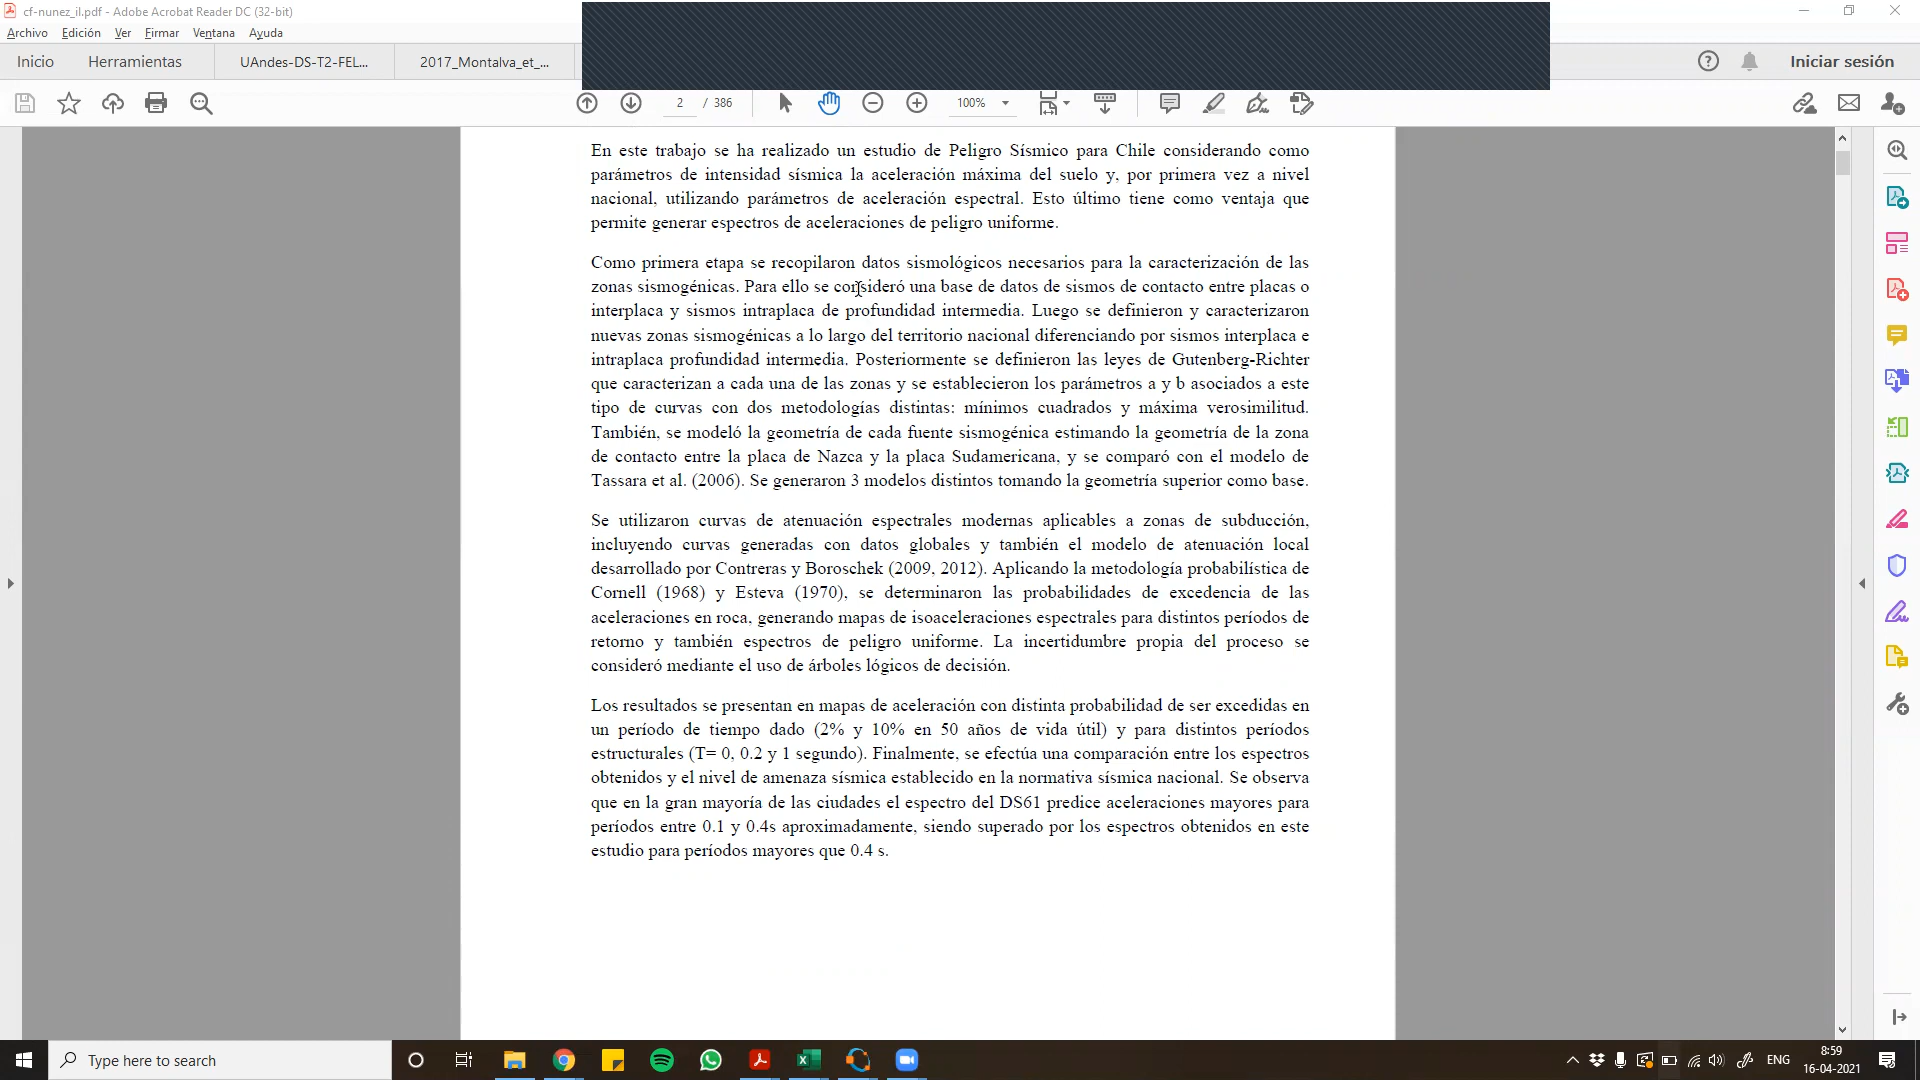 cf-nunez_il.pdf - Adobe Acrobat Reader DC (32-bit)
Archivo Edición Ver Firmar Ventana Ayuda
Inicio Herramientas UAndes-DS-T2-FEL... 2017_Montalva_et_... Iniciar sesión
2 / 386 100%
En este trabajo se ha realizado un estudio de Peligro Sísmico para Chile considerando como
parámetros de intensidad sísmica la aceleración máxima del suelo y, por primera vez a nivel
nacional, utilizando parámetros de aceleración espectral. Esto último tiene como ventaja que
permite generar espectros de aceleraciones de peligro uniforme.
Como primera etapa se recopilaron datos sismológicos necesarios para la caracterización de las
zonas sismogénicas. Para ello se consideró una base de datos de sismos de contacto entre placas o
interplaca y sismos intraplaca de profundidad intermedia. Luego se definieron y caracterizaron
nuevas zonas sismogénicas a lo largo del territorio nacional diferenciando por sismos interplaca e
intraplaca profundidad intermedia. Posteriormente se definieron las leyes de Gutenberg-Richter
que caracterizan a cada una de las zonas y se establecieron los parámetros a y b asociados a este
tipo de curvas con dos metodologías distintas: mínimos cuadrados y máxima verosimilitud.
También, se modeló la geometría de cada fuente sismogénica estimando la geometría de la zona
de contacto entre la placa de Nazca y la placa Sudamericana, y se comparó con el modelo de
Tassara et al. (2006). Se generaron 3 modelos distintos tomando la geometría superior como base.
Se utilizaron curvas de atenuación espectrales modernas aplicables a zonas de subducción,
incluyendo curvas generadas con datos globales y también el modelo de atenuación local
desarrollado por Contreras y Boroschek (2009, 2012). Aplicando la metodología probabilística de
Cornell (1968) y Esteva (1970), se determinaron las probabilidades de excedencia de las
aceleraciones en roca, generando mapas de isoaceleraciones espectrales para distintos períodos de
retorno y también espectros de peligro uniforme. La incertidumbre propia del proceso se
consideró mediante el uso de árboles lógicos de decisión.
Los resultados se presentan en mapas de aceleración con distinta probabilidad de ser excedidas en
un período de tiempo dado (2% y 10% en 50 años de vida útil) y para distintos períodos
estructurales (T= 0, 0.2 y 1 segundo). Finalmente, se efectúa una comparación entre los espectros
obtenidos y el nivel de amenaza sísmica establecido en la normativa sísmica nacional. Se observa
que en la gran mayoría de las ciudades el espectro del DS61 predice aceleraciones mayores para
períodos entre 0.1 y 0.4s aproximadamente, siendo superado por los espectros obtenidos en este
estudio para períodos mayores que 0.4 s.
Type here to search
ENG
8:59
16-04-2021